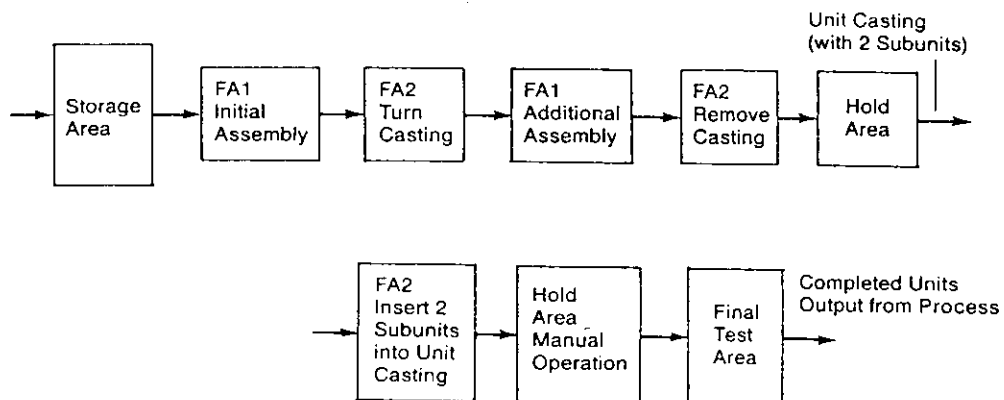 Unit Casting
(with 2 Subunits)
Storage
Area
FA1
Initial
Assembly
FA2
Turn
Casting
FA1
Additional
Assembly
FA2
Remove
Casting
Hold
Area
FA2
Insert 2
Subunits
into Unit
Casting
Hold
Area
Manual
Operation
Final
Test
Area
Completed Units
Output from Process